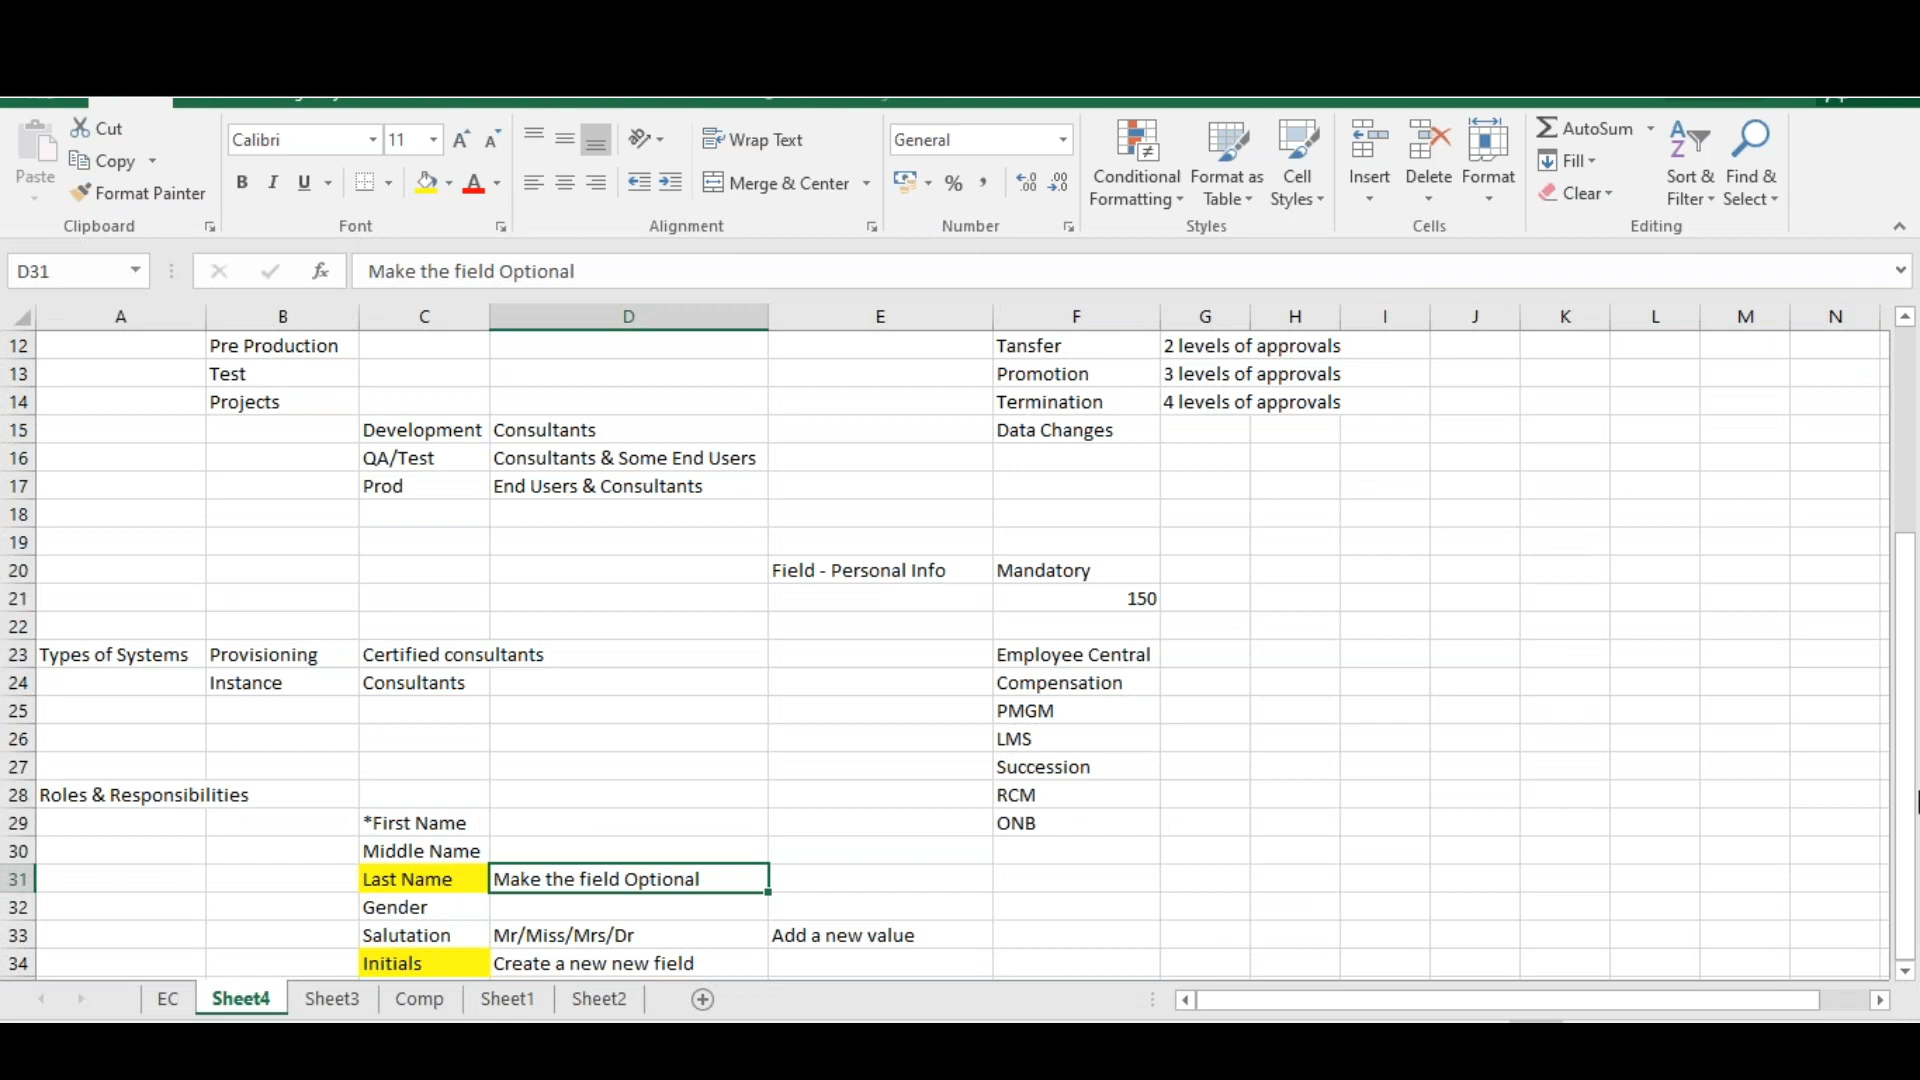 Cut
Calibri 11 Wrap Text General AutoSum
Copy Fill
Paste Conditional Formatting Format as Table Cell Styles Insert Delete Format Sort & Filter Find & Select
Format Painter B I U Merge & Center % , .00 .0 Clear
Clipboard Font Alignment Number Styles Cells Editing
D31 fx Make the field Optional
A B C D E F G H I J K L M N
12 Pre Production Tansfer 2 levels of approvals
13 Test Promotion 3 levels of approvals
14 Projects Termination 4 levels of approvals
15 Development Consultants Data Changes
16 QA/Test Consultants & Some End Users
17 Prod End Users & Consultants
18
19
20 Field - Personal Info Mandatory
21 150
22
23 Types of Systems Provisioning Certified consultants Employee Central
24 Instance Consultants Compensation
25 PMGM
26 LMS
27 Succession
28 Roles & Responsibilities RCM
29 *First Name ONB
30 Middle Name
31 Last Name Make the field Optional
32 Gender
33 Salutation Mr/Miss/Mrs/Dr Add a new value
34 Initials Create a new new field
EC Sheet4 Sheet3 Comp Sheet1 Sheet2